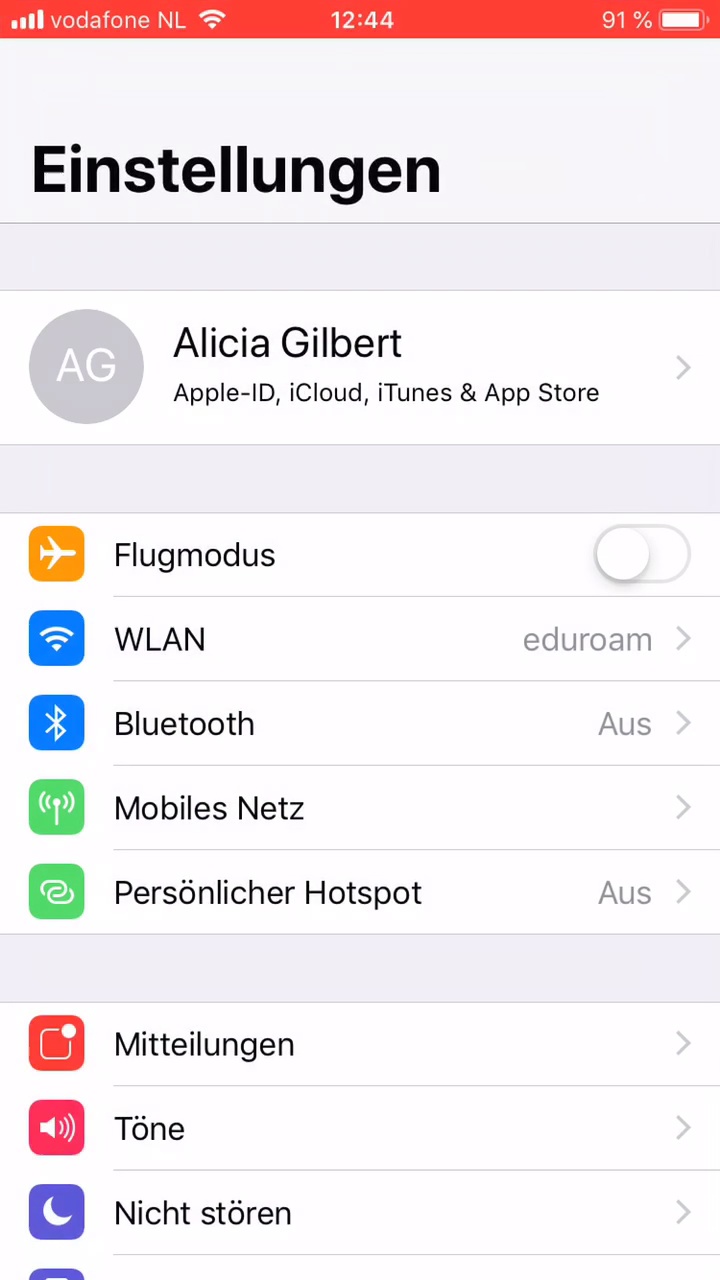 vodafone NL 12:44 91 %
Einstellungen
AG
Alicia Gilbert
Apple-ID, iCloud, iTunes & App Store
Flugmodus
WLAN eduroam
Bluetooth Aus
Mobiles Netz
Persönlicher Hotspot Aus
Mitteilungen
Töne
Nicht stören